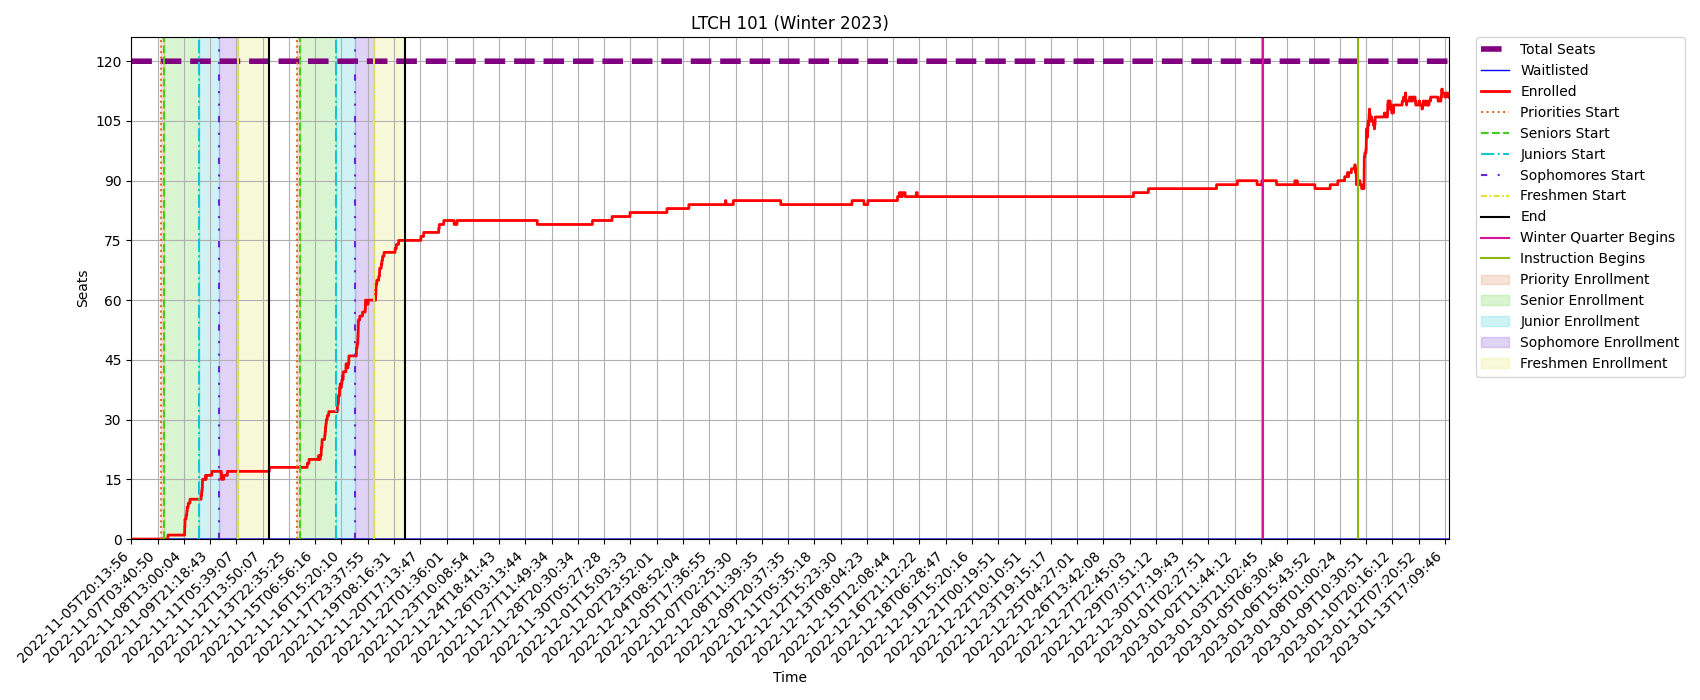 LTCH 101 (Winter 2023)
Seats
120
105
90
75
60
45
30
15
0
2022-11-05T20:13:56
2022-11-07T03:40:50
2022-11-08T13:00:04
2022-11-09T21:18:43
2022-11-11T05:39:07
2022-11-12T13:50:07
2022-11-13T22:35:25
2022-11-15T06:56:16
2022-11-16T15:20:10
2022-11-17T23:37:55
2022-11-19T08:16:31
2022-11-20T17:13:47
2022-11-22T01:36:01
2022-11-23T10:08:54
2022-11-24T18:41:43
2022-11-26T03:13:44
2022-11-27T11:49:34
2022-11-28T20:30:34
2022-11-30T05:27:28
2022-12-01T15:03:33
2022-12-02T23:52:01
2022-12-04T08:52:04
2022-12-05T17:36:55
2022-12-07T02:25:30
2022-12-08T11:39:35
2022-12-09T20:37:35
2022-12-11T05:35:18
2022-12-12T15:23:30
2022-12-13T08:04:23
2022-12-15T12:08:44
2022-12-16T21:12:22
2022-12-18T06:28:47
2022-12-19T15:20:16
2022-12-21T00:19:51
2022-12-22T10:10:51
2022-12-23T19:15:17
2022-12-25T04:27:01
2022-12-26T13:42:08
2022-12-27T22:45:03
2022-12-29T07:51:12
2022-12-30T17:19:43
2023-01-01T02:27:51
2023-01-02T11:44:12
2023-01-03T21:02:45
2023-01-05T06:30:46
2023-01-06T15:43:52
2023-01-08T01:00:24
2023-01-09T10:30:51
2023-01-10T20:16:12
2023-01-12T07:20:52
2023-01-13T17:09:46
Time
Total Seats
Waitlisted
Enrolled
Priorities Start
Seniors Start
Juniors Start
Sophomores Start
Freshmen Start
End
Winter Quarter Begins
Instruction Begins
Priority Enrollment
Senior Enrollment
Junior Enrollment
Sophomore Enrollment
Freshmen Enrollment